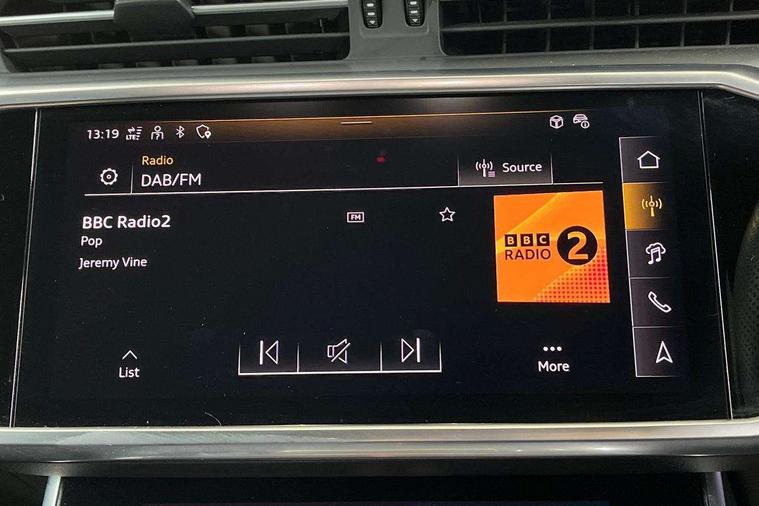 13:19 LTE
Radio
DAB/FM
Source
BBC Radio2
FM
Pop
Jeremy Vine
BBC
RADIO 2
List
More